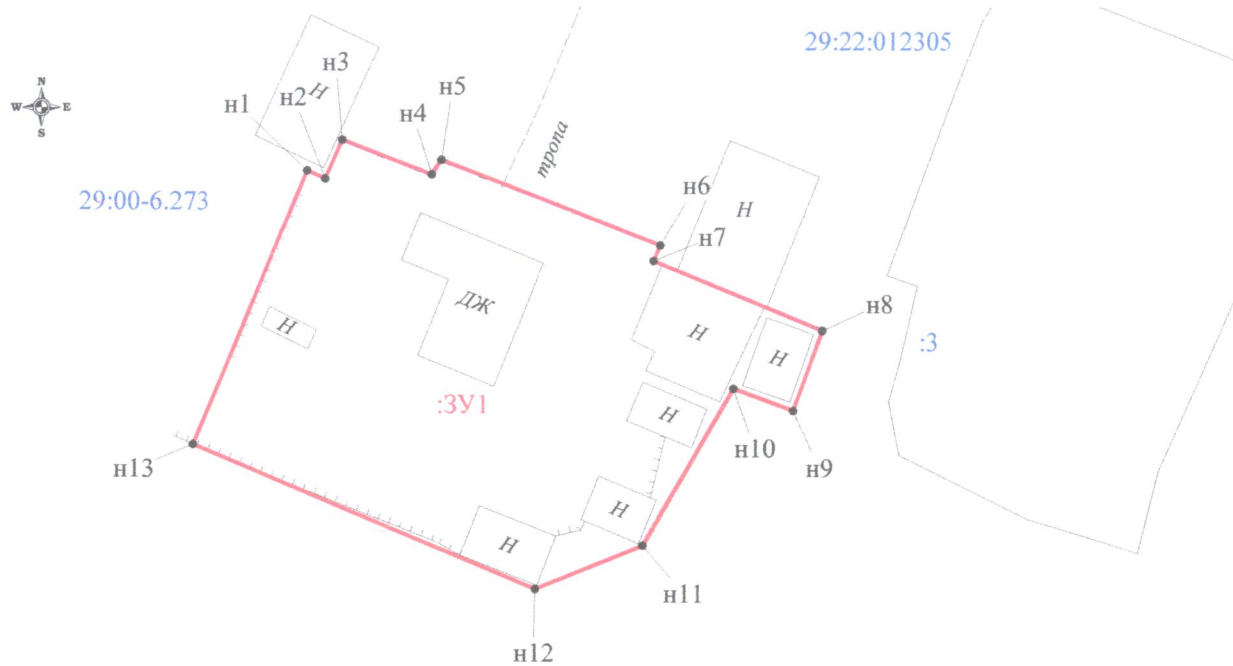 29:22:012305
н3
н5
N
W E
S
н1
н2
Н
н4
тропа
29:00-6.273
н6
Н
н7
ДЖ
н8
Н
Н
Н
:3
:ЗУ1
Н
н10
н9
н13
Н
Н
н11
н12